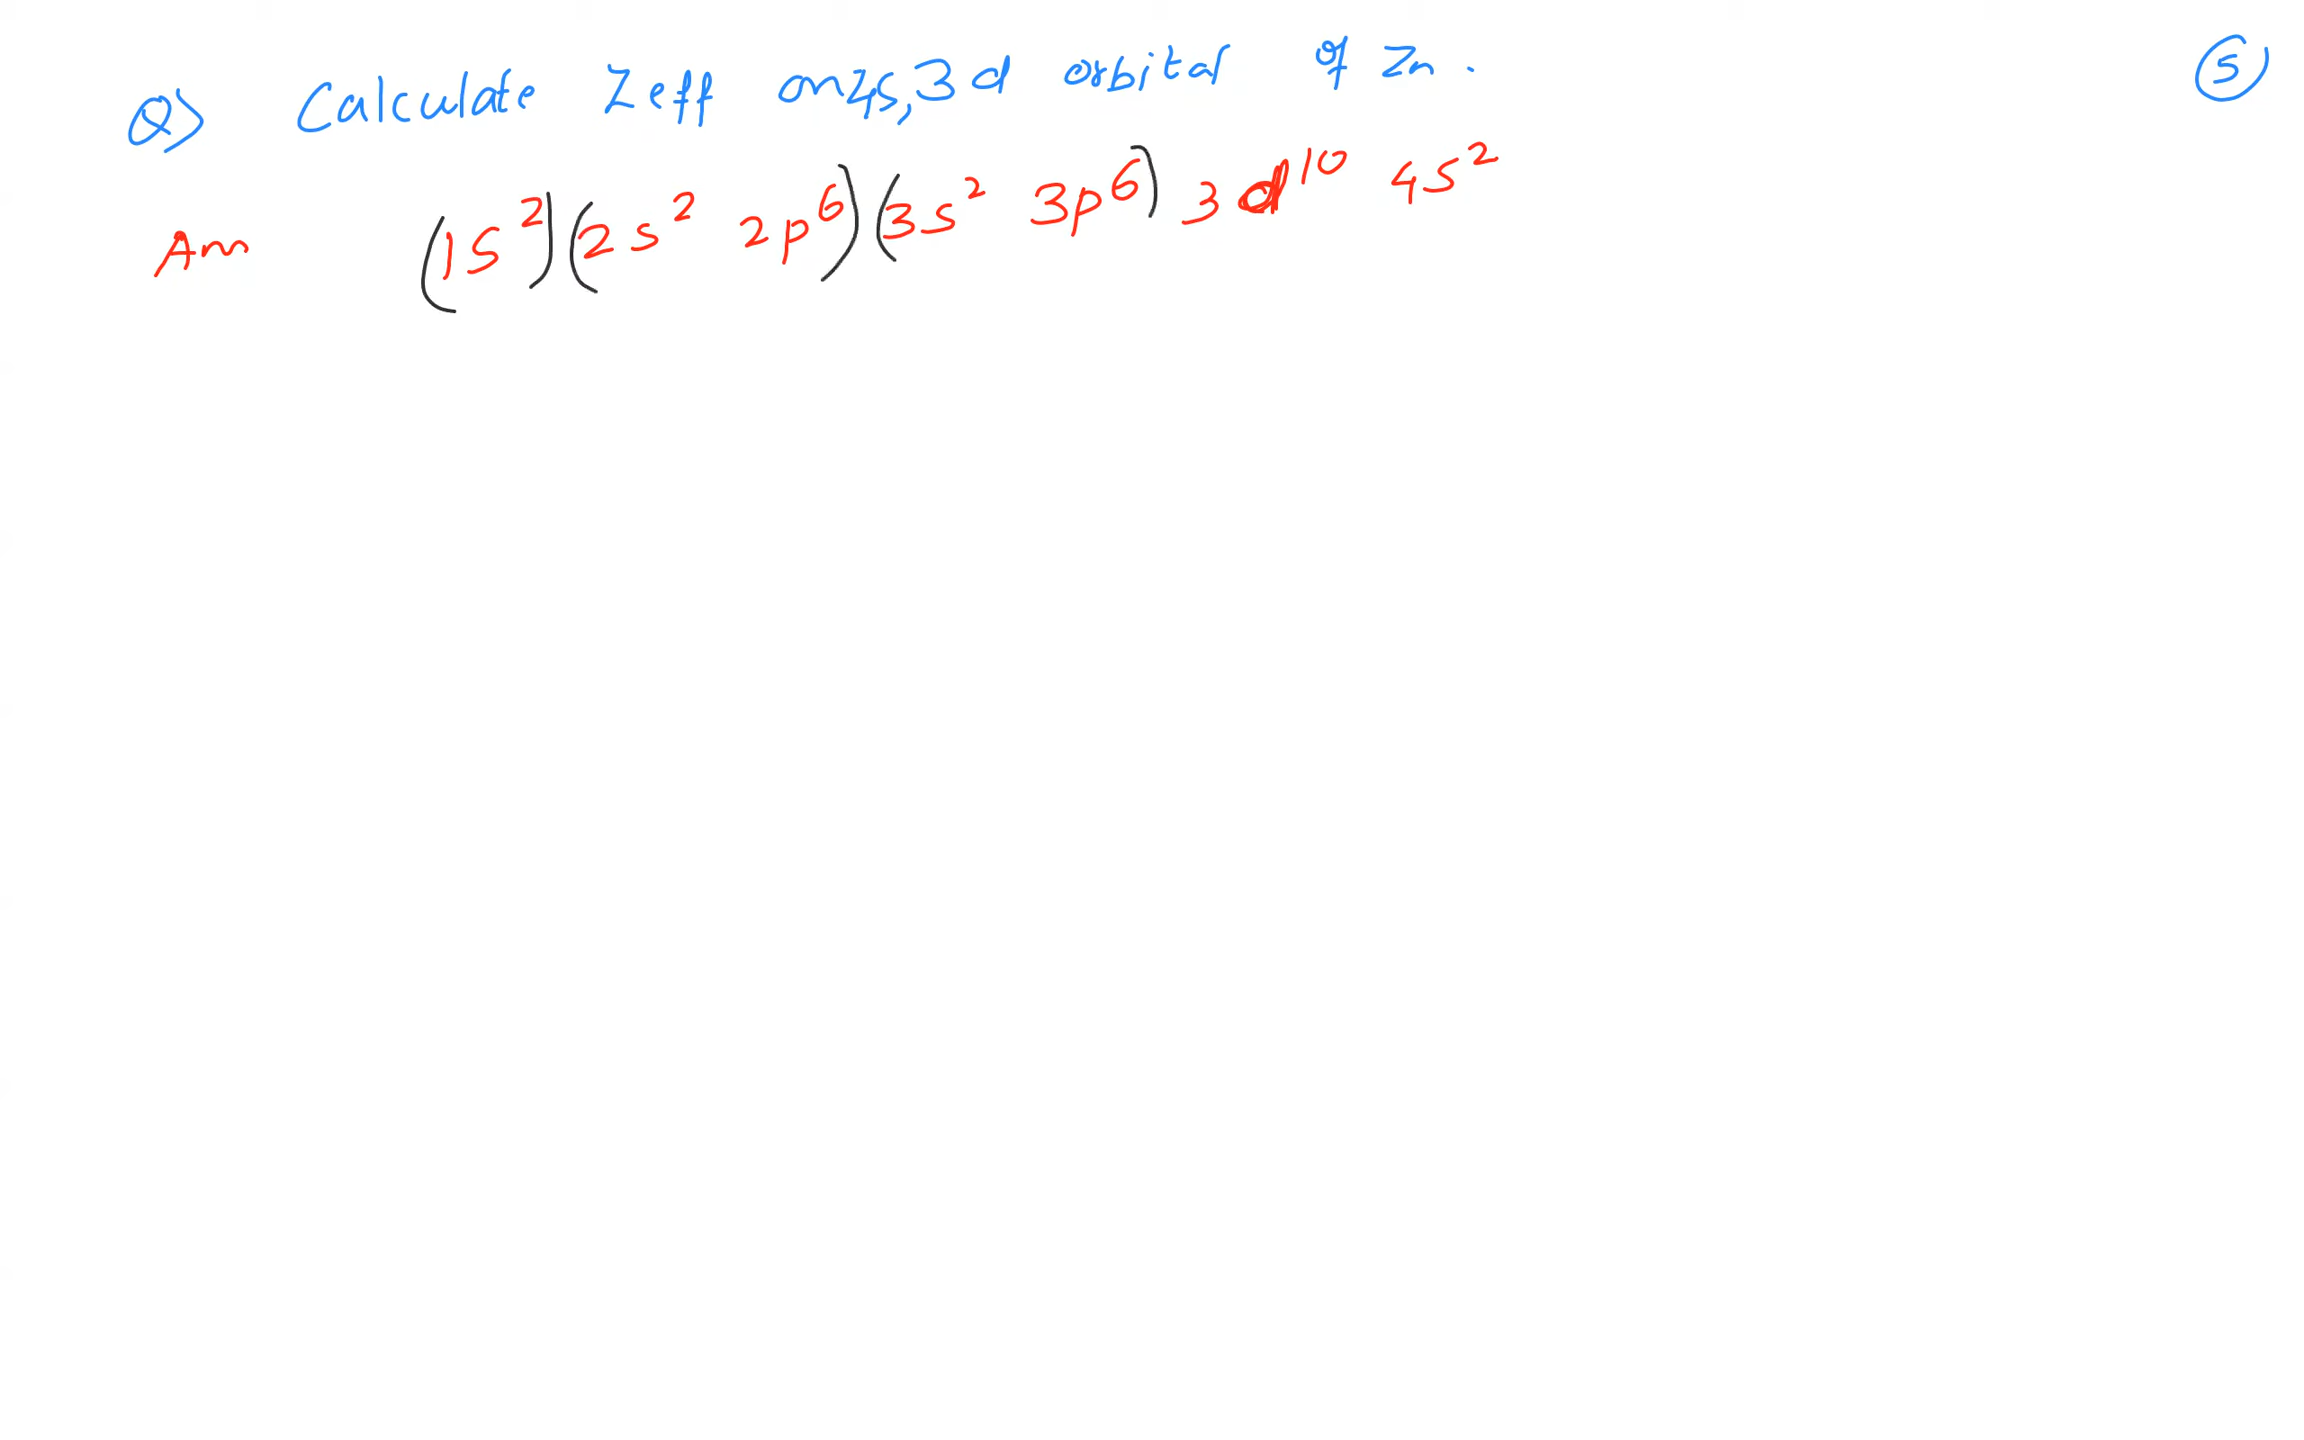 Q) Calculate Zeff on 4s,3d orbital of Zn. ⑤
Ans (1s²)(2s² 2p⁶)(3s² 3p⁶) 3d¹⁰ 4s²